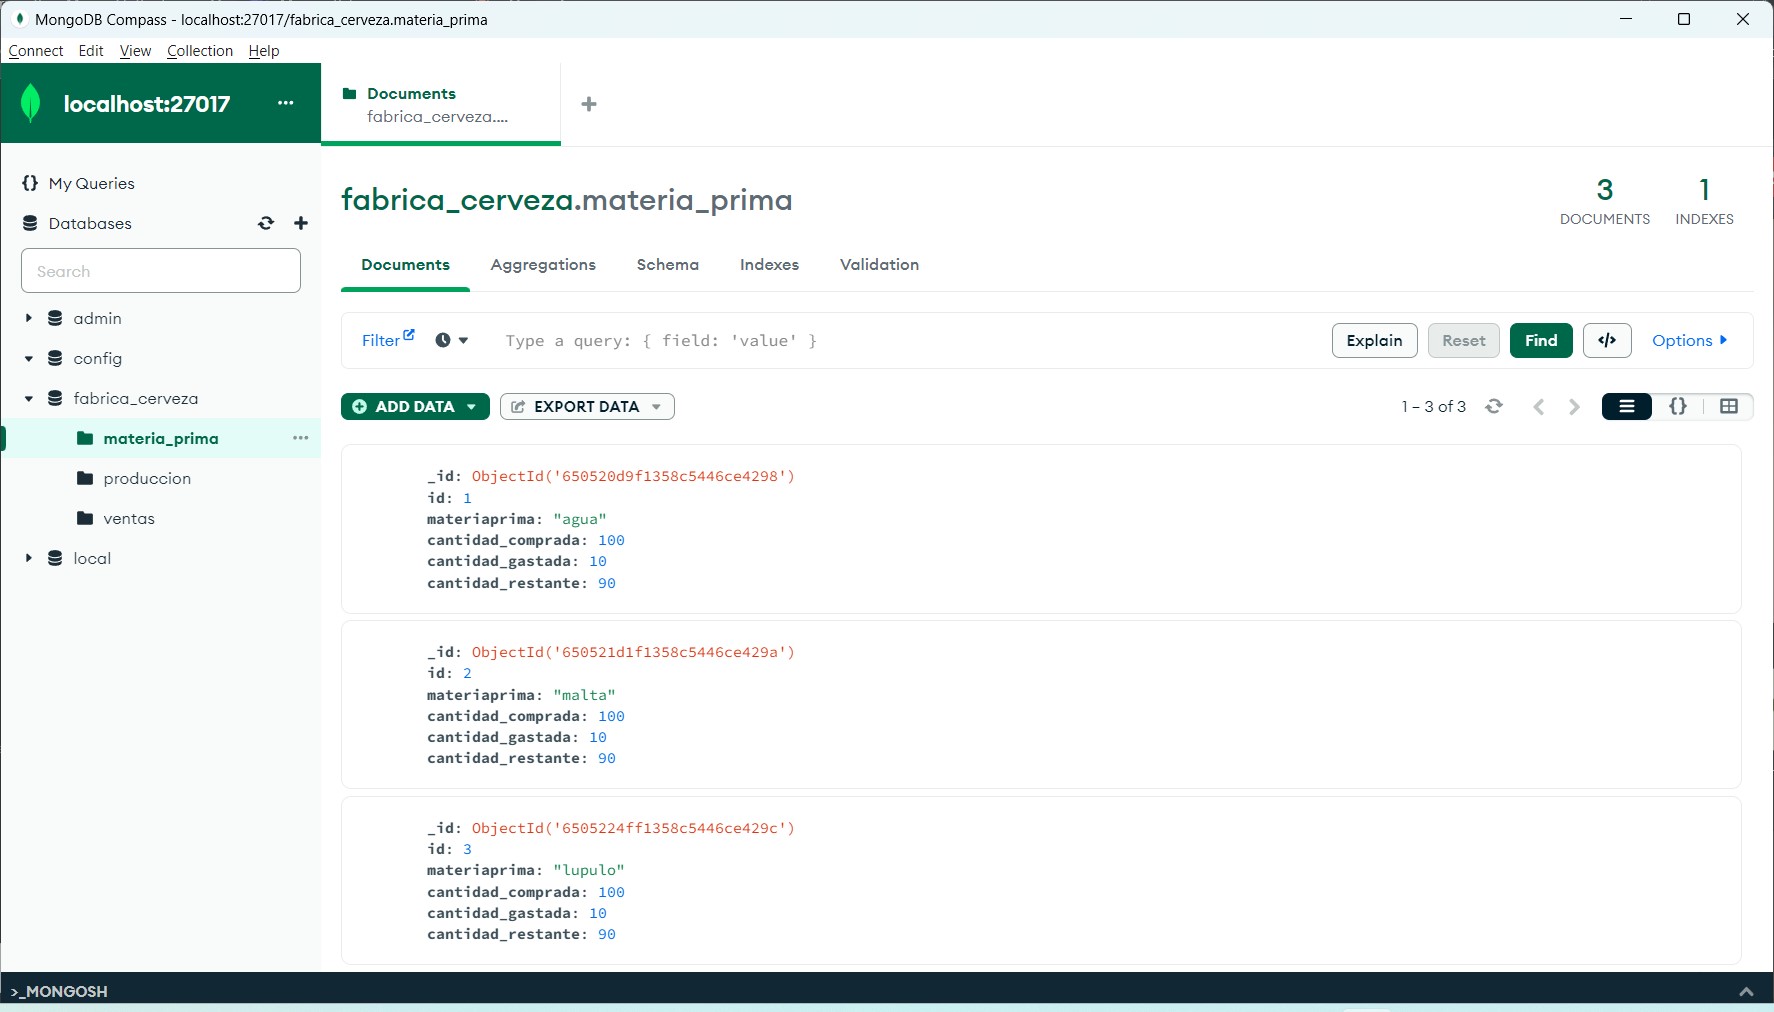 MongoDB Compass - localhost:27017/fabrica_cerveza.materia_prima
Connect Edit View Collection Help
localhost:27017 ...
Documents
fabrica_cerveza....
My Queries
Databases
Search
admin
config
fabrica_cerveza
materia_prima
produccion
ventas
local
fabrica_cerveza.materia_prima
3
DOCUMENTS
1
INDEXES
Documents Aggregations Schema Indexes Validation
Filter Type a query: { field: 'value' } Explain Reset Find </> Options
ADD DATA EXPORT DATA 1 – 3 of 3 {}
_id: ObjectId('650520d9f1358c5446ce4298')
id: 1
materiaprima: "agua"
cantidad_comprada: 100
cantidad_gastada: 10
cantidad_restante: 90
_id: ObjectId('650521d1f1358c5446ce429a')
id: 2
materiaprima: "malta"
cantidad_comprada: 100
cantidad_gastada: 10
cantidad_restante: 90
_id: ObjectId('6505224ff1358c5446ce429c')
id: 3
materiaprima: "lupulo"
cantidad_comprada: 100
cantidad_gastada: 10
cantidad_restante: 90
>_MONGOSH